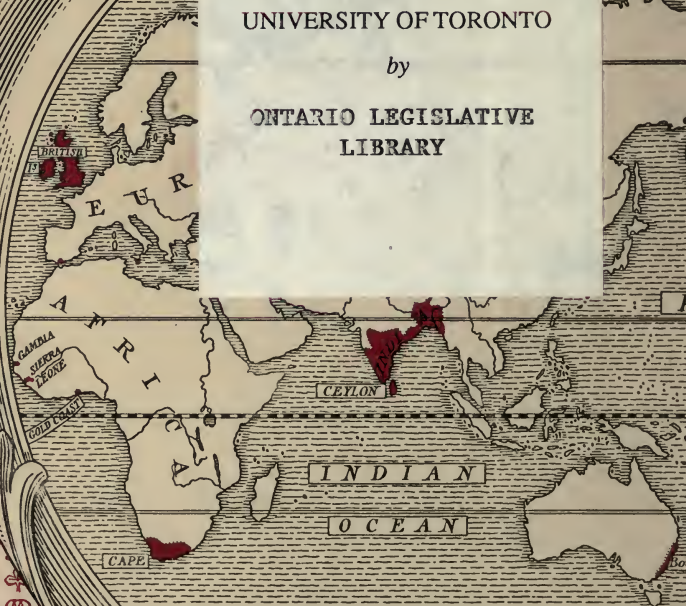 UNIVERSITY OF TORONTO
by
ONTARIO LEGISLATIVE
LIBRARY
BRITISH
EUR
AFRICA
GAMBIA
SIERRA
LEONE
GOLD COAST
INDIA
CEYLON
INDIAN
OCEAN
CAPE